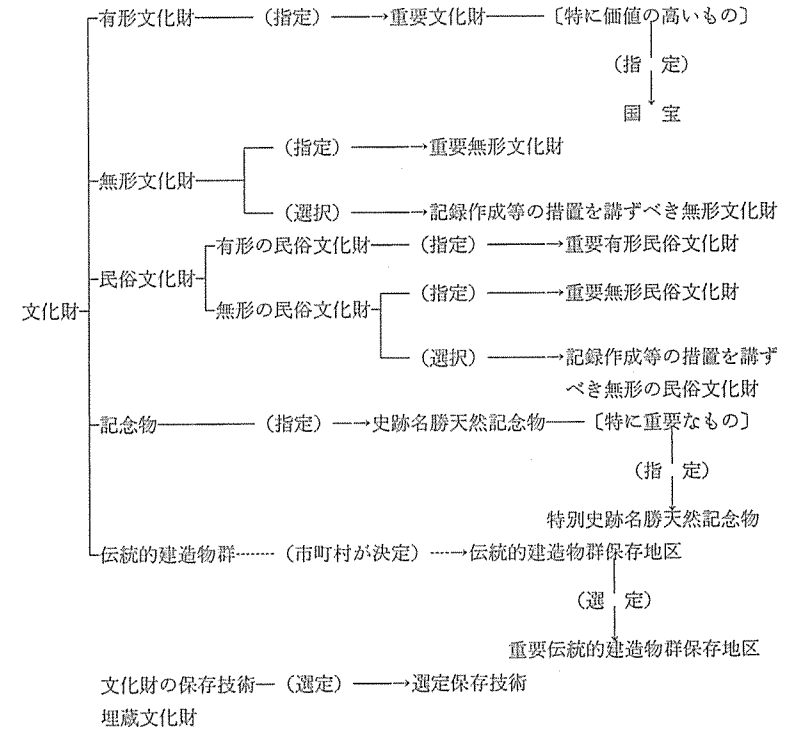 有形文化財 (指定) →重要文化財 〔特に価値の高いもの〕
(指 定)
国 宝
(指定) →重要無形文化財
無形文化財
(選択) →記録作成等の措置を講ずべき無形文化財
有形の民俗文化財 (指定) →重要有形民俗文化財
民俗文化財
(指定) →重要無形民俗文化財
文化財 無形の民俗文化財
(選択) →記録作成等の措置を講ず
べき無形の民俗文化財
記念物 (指定) →史跡名勝天然記念物 〔特に重要なもの〕
(指 定)
特別史跡名勝天然記念物
伝統的建造物群 (市町村が決定) →伝統的建造物群保存地区
(選 定)
重要伝統的建造物群保存地区
文化財の保存技術 (選定) →選定保存技術
埋蔵文化財